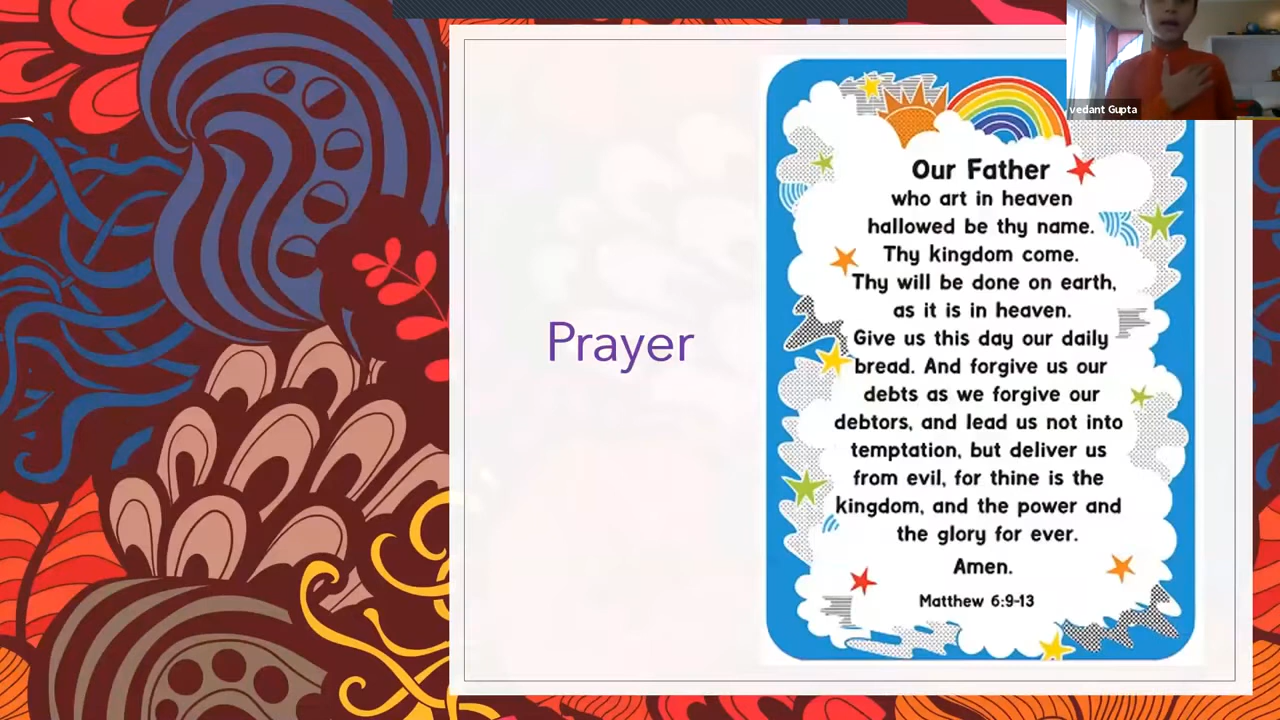 vedant Gupta
Prayer
Our Father
who art in heaven
hallowed be thy name.
Thy kingdom come.
Thy will be done on earth,
as it is in heaven.
Give us this day our daily
bread. And forgive us our
debts as we forgive our
debtors, and lead us not into
temptation, but deliver us
from evil, for thine is the
kingdom, and the power and
the glory for ever.
Amen.
Matthew 6:9-13